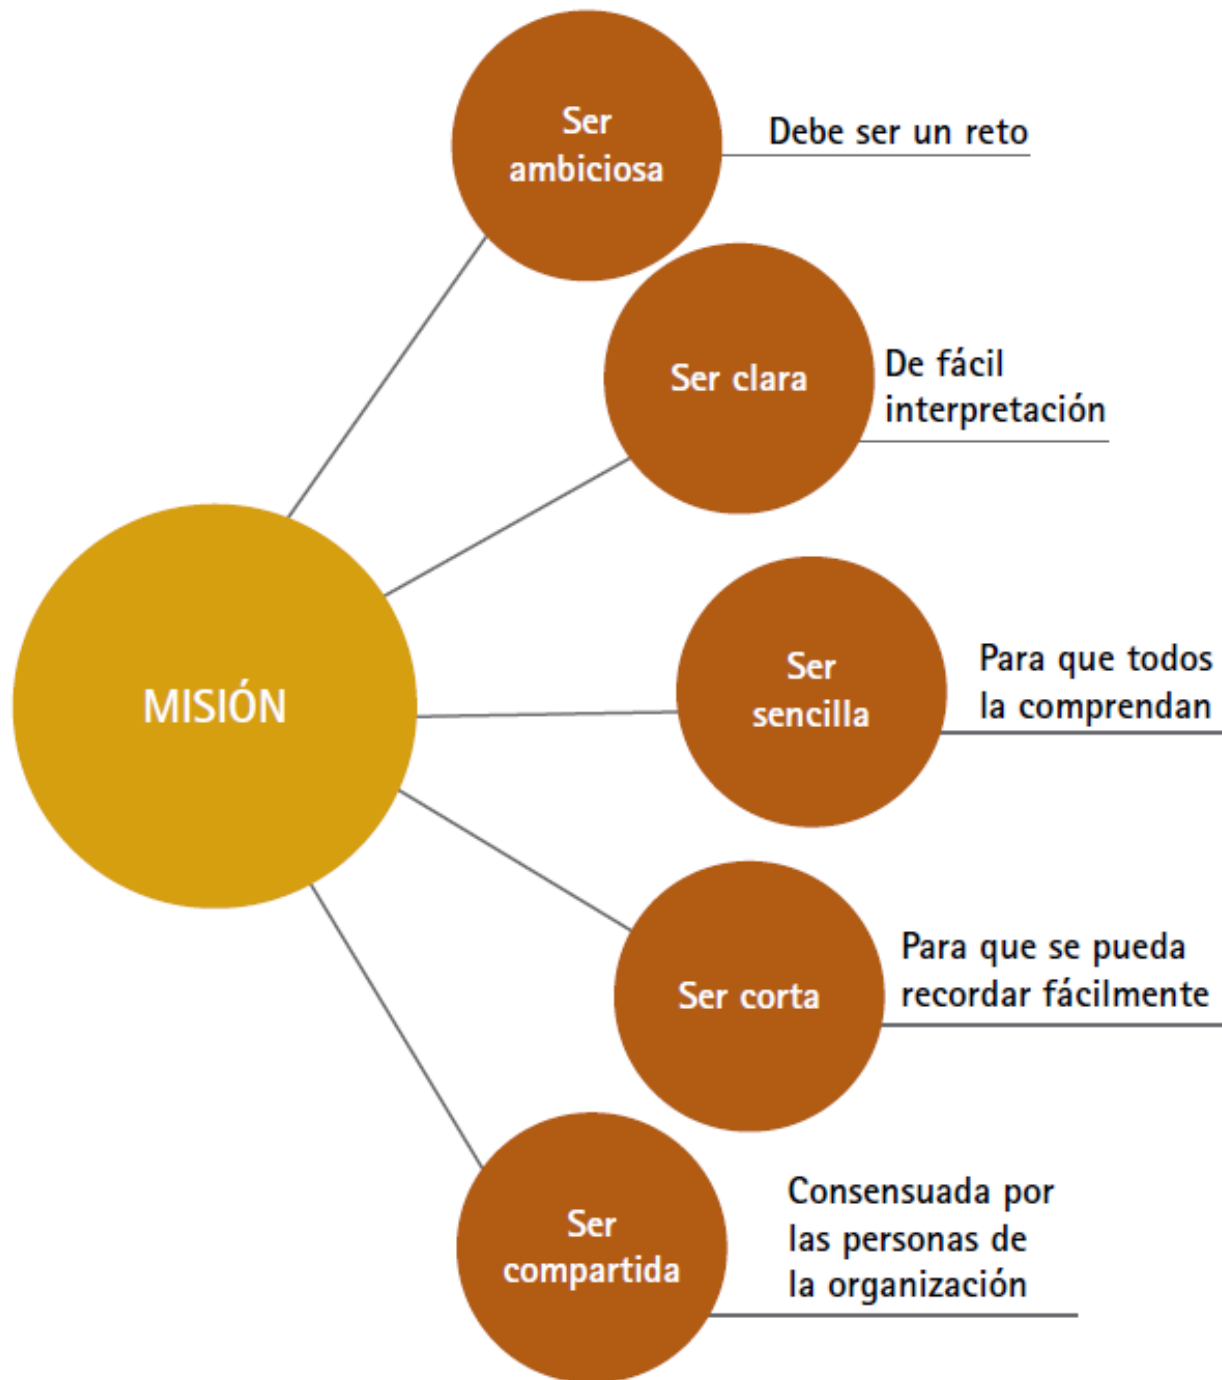 Ser
ambiciosa
Debe ser un reto
Ser clara
De fácil
interpretación
MISIÓN
Ser
sencilla
Para que todos
la comprendan
Ser corta
Para que se pueda
recordar fácilmente
Ser
compartida
Consensuada por
las personas de
la organización